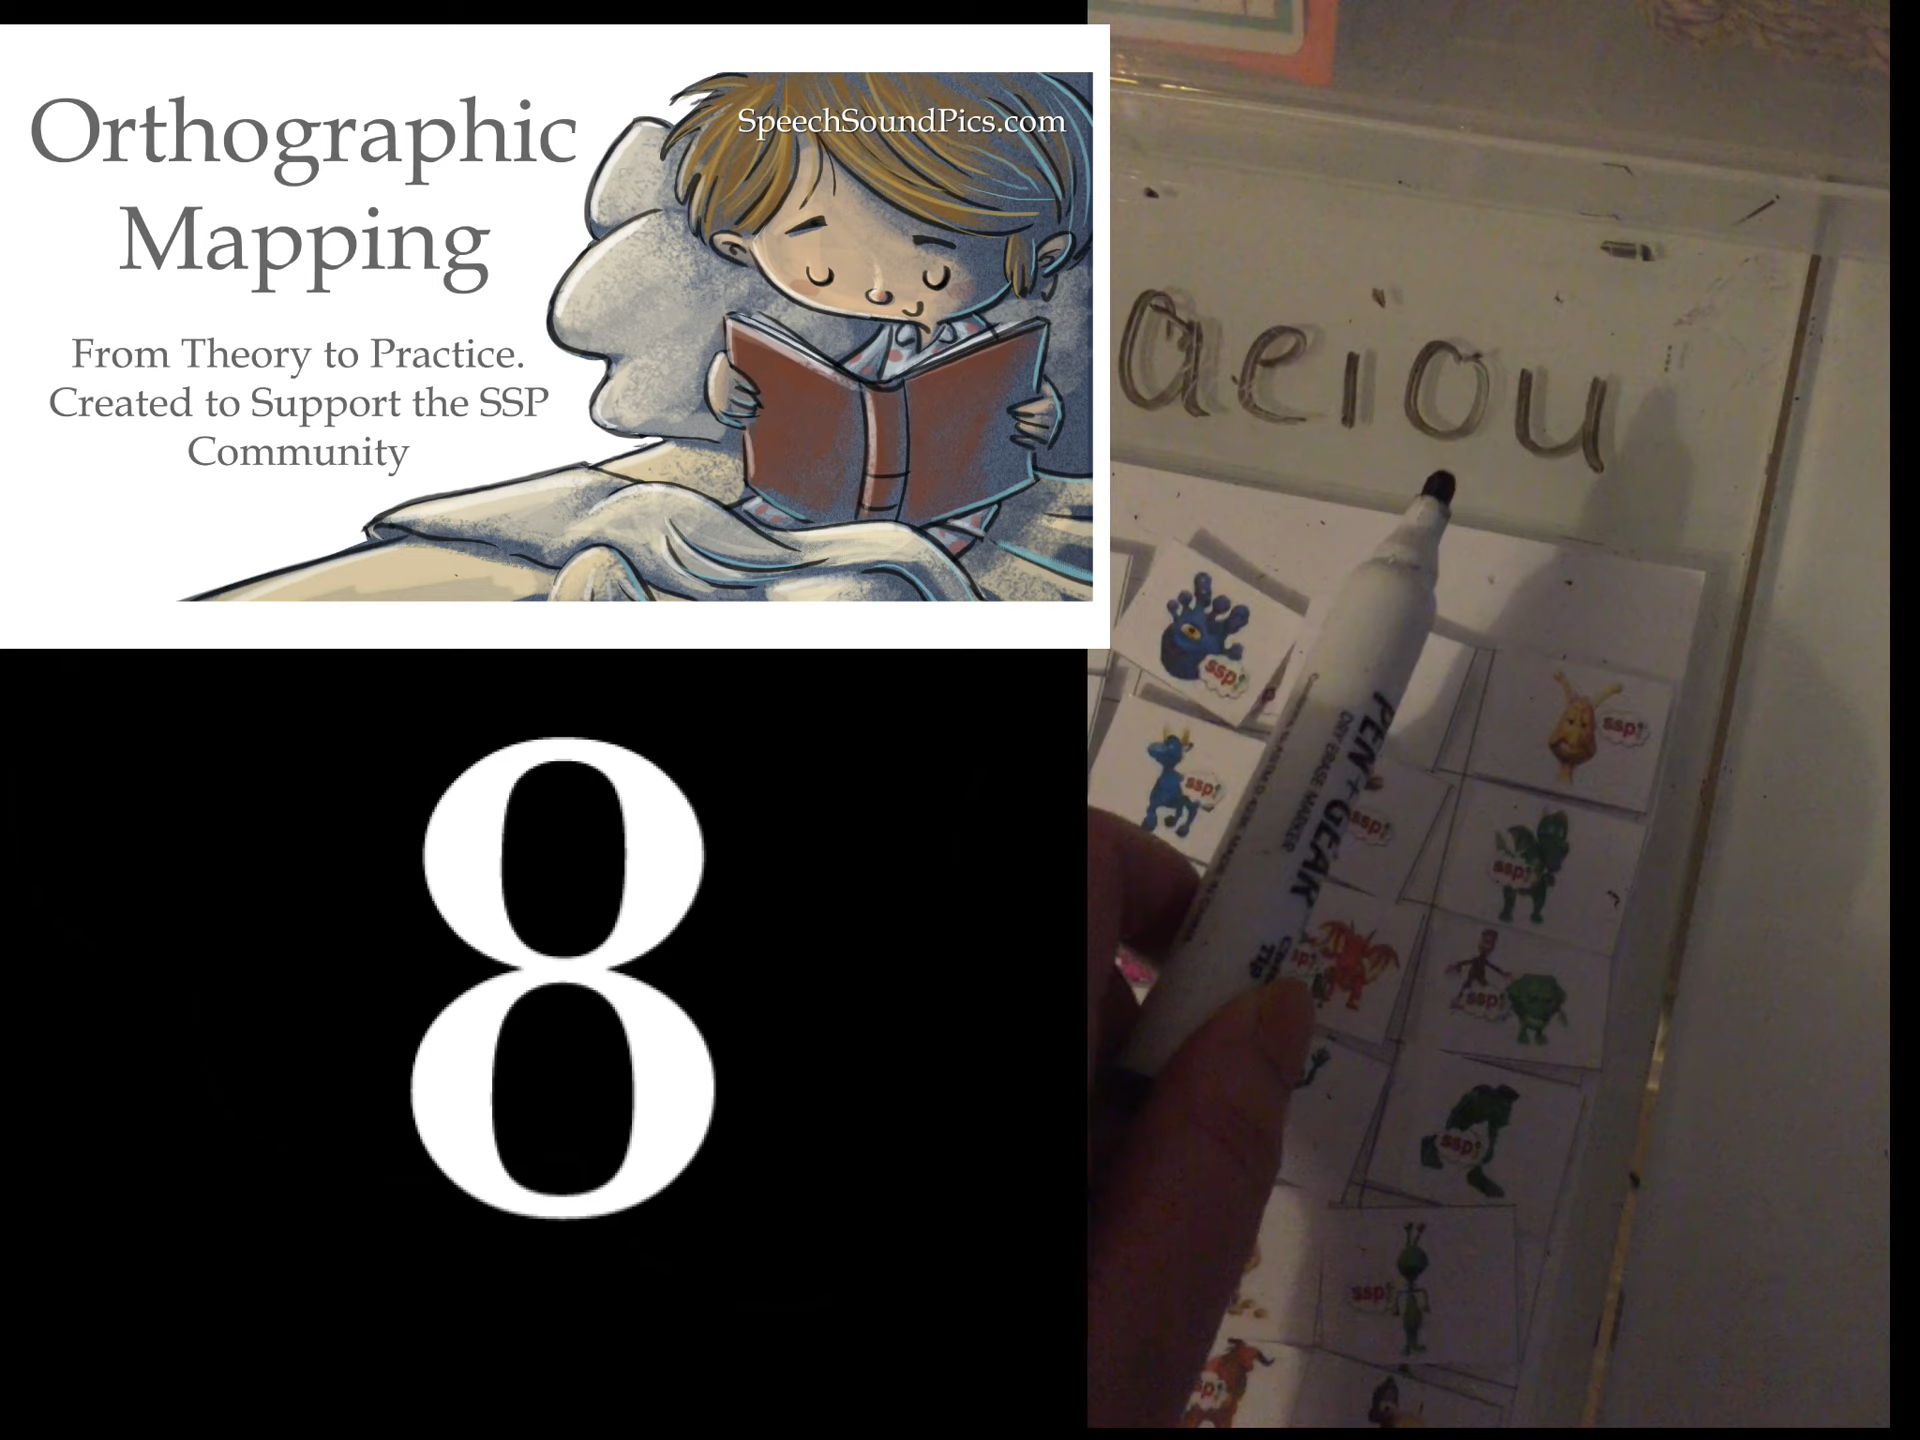 Orthographic
Mapping
SpeechSoundPics.com
From Theory to Practice.
Created to Support the SSP
Community
8
aeiou
ssp!
ssp!
ssp!
ssp!
ssp!
ssp!
ssp!
ssp!
ssp!
ssp!
PEN+GEAR
DRY ERASE MARKER